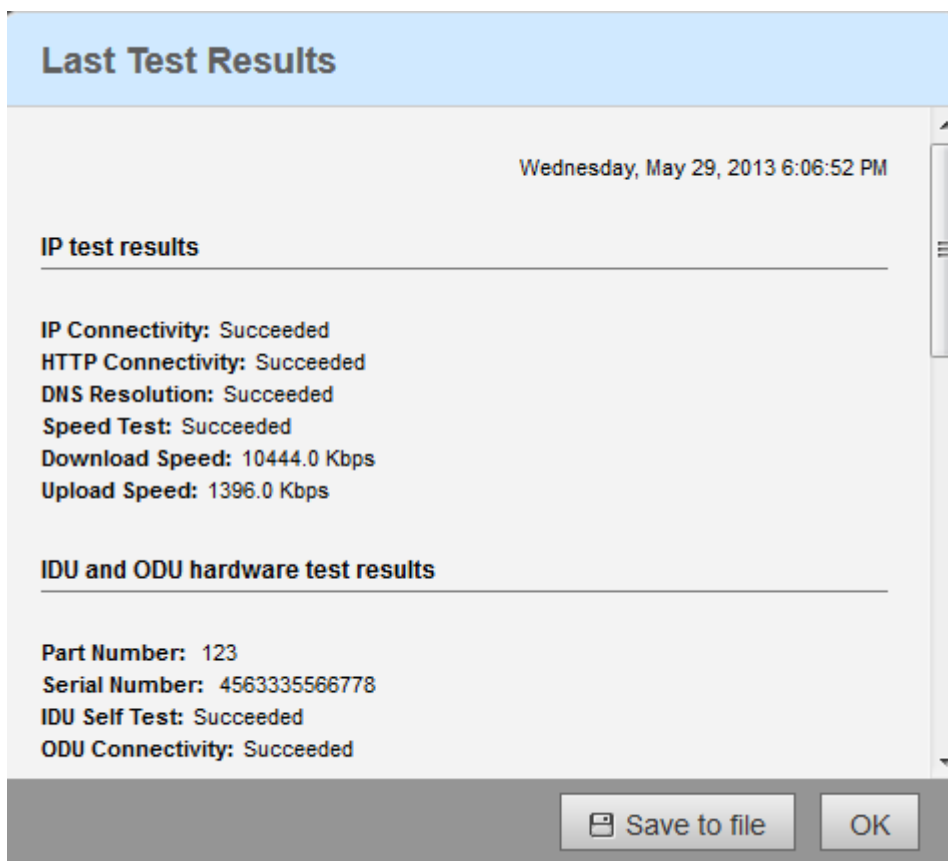 Last Test Results
Wednesday, May 29, 2013 6:06:52 PM
IP test results
IP Connectivity: Succeeded
HTTP Connectivity: Succeeded
DNS Resolution: Succeeded
Speed Test: Succeeded
Download Speed: 10444.0 Kbps
Upload Speed: 1396.0 Kbps
IDU and ODU hardware test results
Part Number: 123
Serial Number: 4563335566778
IDU Self Test: Succeeded
ODU Connectivity: Succeeded
Save to file OK